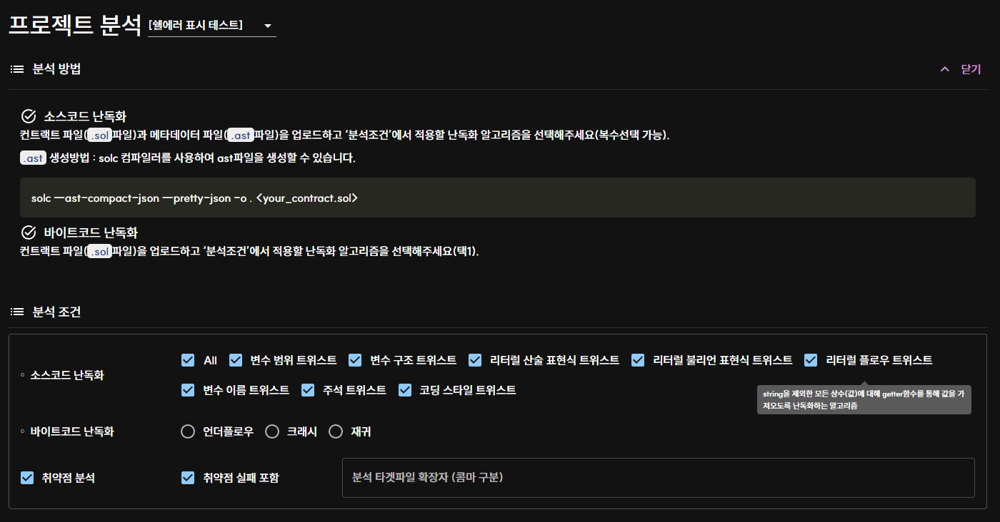 프로젝트 분석 [쉘에러 표시 테스트]
분석 방법 닫기
소스코드 난독화
컨트랙트 파일(.sol파일)과 메타데이터 파일(.ast파일)을 업로드하고 ‘분석조건’에서 적용할 난독화 알고리즘을 선택해주세요(복수선택 가능).
.ast 생성방법 : solc 컴파일러를 사용하여 ast파일을 생성할 수 있습니다.
solc —ast-compact-json —pretty-json -o . <your_contract.sol>
바이트코드 난독화
컨트랙트 파일(.sol파일)을 업로드하고 ‘분석조건’에서 적용할 난독화 알고리즘을 선택해주세요(택1).
분석 조건
소스코드 난독화
All 변수 범위 트위스트 변수 구조 트위스트 리터럴 산술 표현식 트위스트 리터럴 불리언 표현식 트위스트 리터럴 플로우 트위스트
변수 이름 트위스트 주석 트위스트 코딩 스타일 트위스트
string을 제외한 모든 상수(값)에 대해 getter함수를 통해 값을 가
져오도록 난독화하는 알고리즘
바이트코드 난독화 언더플로우 크래시 재귀
취약점 분석 취약점 실패 포함 분석 타겟파일 확장자 (콤마 구분)